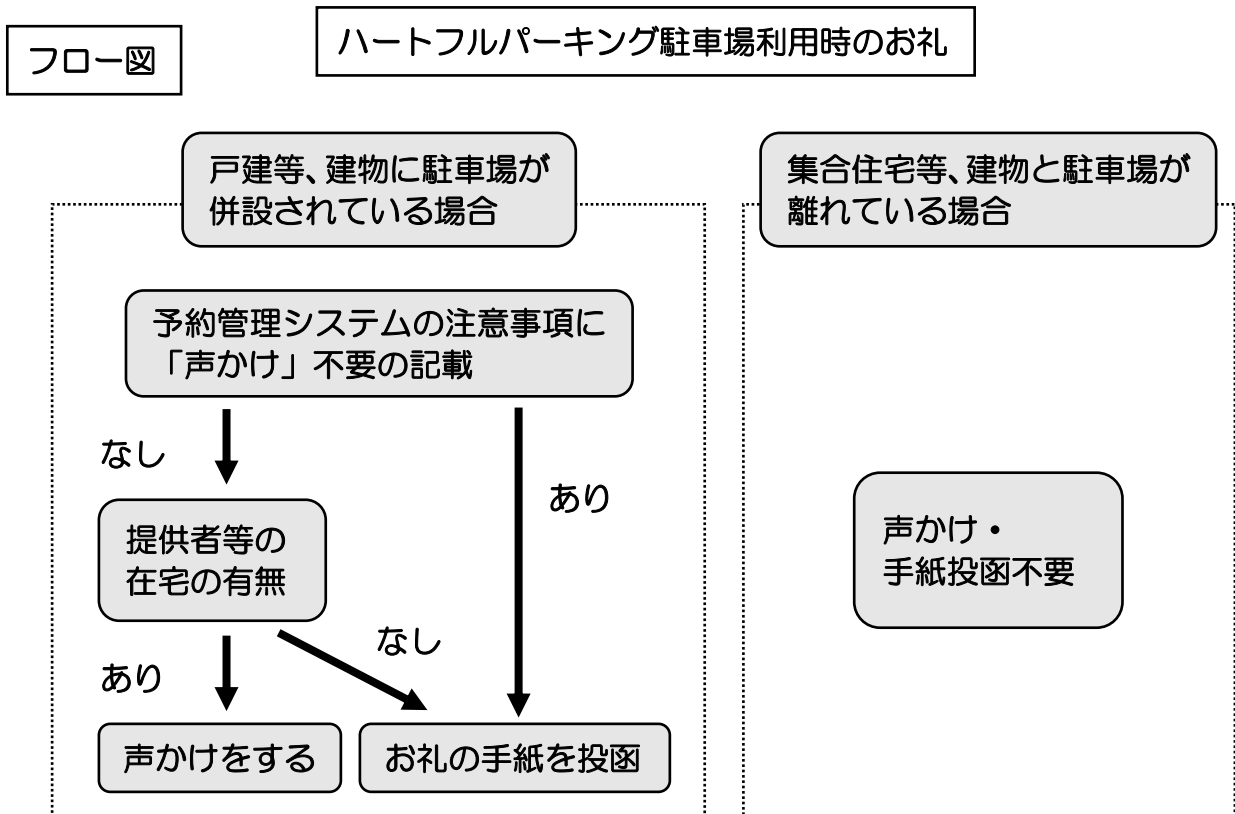 フロー図
ハートフルパーキング駐車場利用時のお礼
戸建等、建物に駐車場が
併設されている場合
予約管理システムの注意事項に
「声かけ」不要の記載
なし
あり
提供者等の
在宅の有無
なし
あり
声かけをする
お礼の手紙を投函
集合住宅等、建物と駐車場が
離れている場合
声かけ・
手紙投函不要